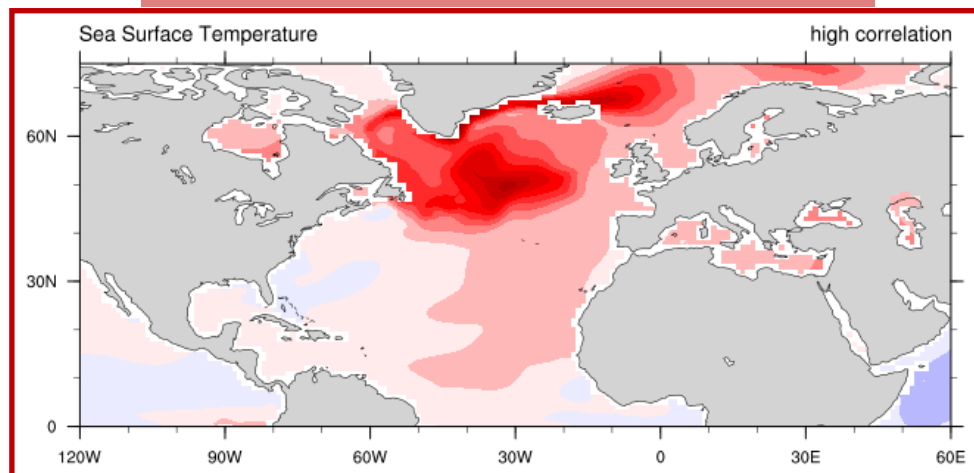 Sea Surface Temperature high correlation
60N
30N
0
120W 90W 60W 30W 0 30E 60E